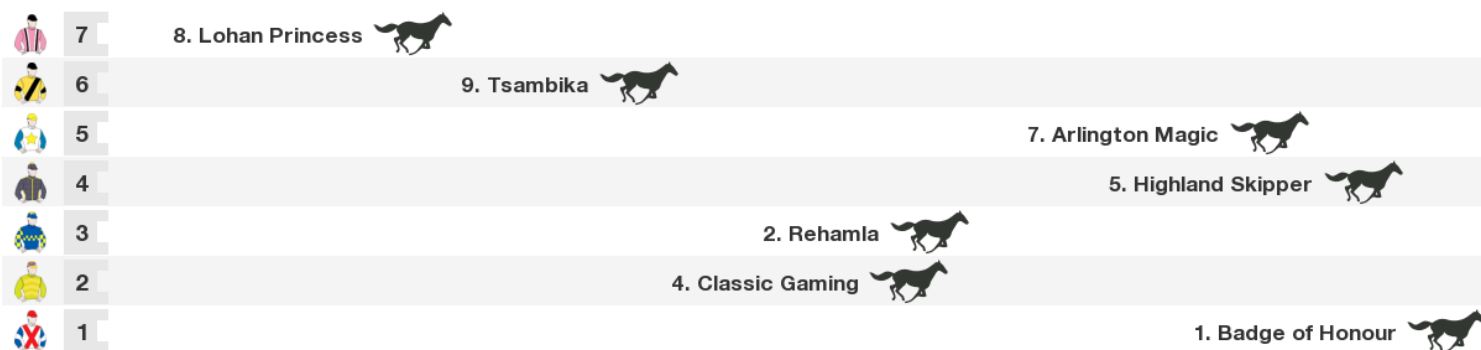 7 8. Lohan Princess
6 9. Tsambika
5 7. Arlington Magic
4 5. Highland Skipper
3 2. Rehamla
2 4. Classic Gaming
1 1. Badge of Honour